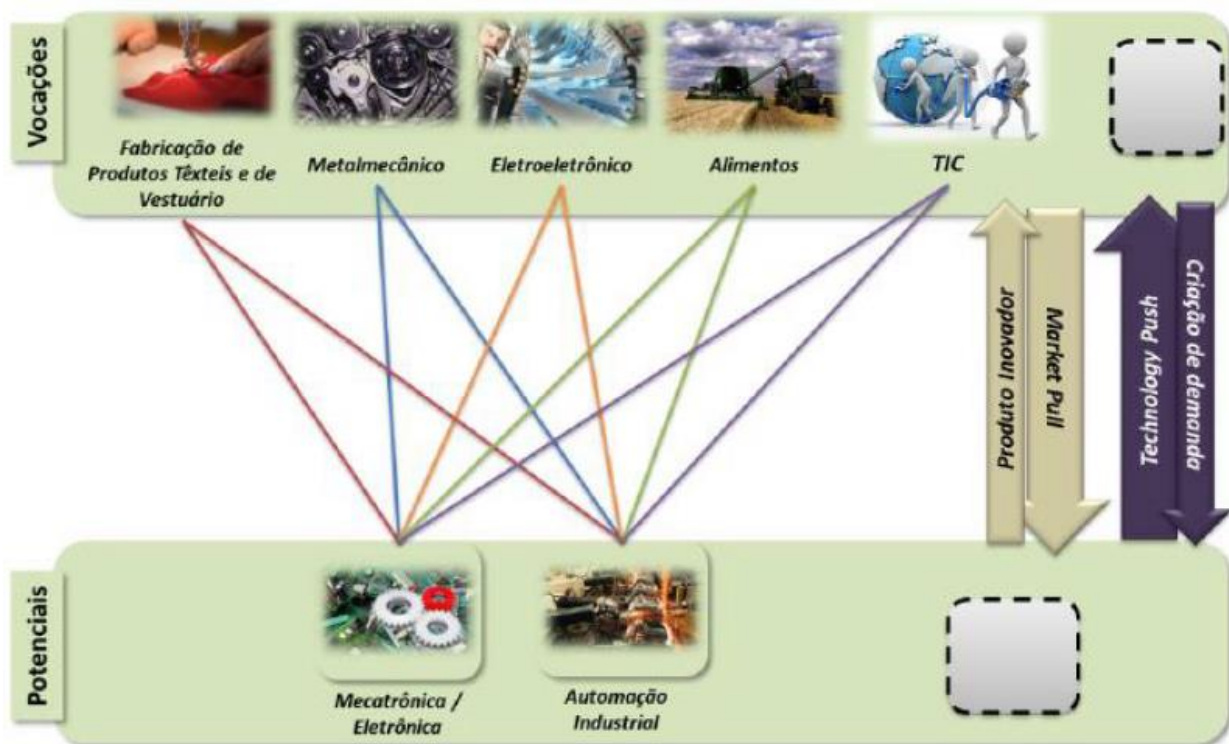 Vocações
Fabricação de
Produtos Têxteis e de
Vestuário
Metalmecânico
Eletroeletrônico
Alimentos
TIC
Produto Inovador
Market Pull
Technology Push
Criação de demanda
Potenciais
Mecatrônica /
Eletrônica
Automação
Industrial